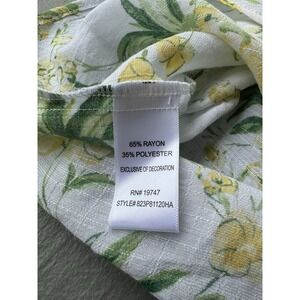 65% RAYON
35% POLYESTER
EXCLUSIVE OF DECORATION
RN# 19747
STYLE# 823P81120HA